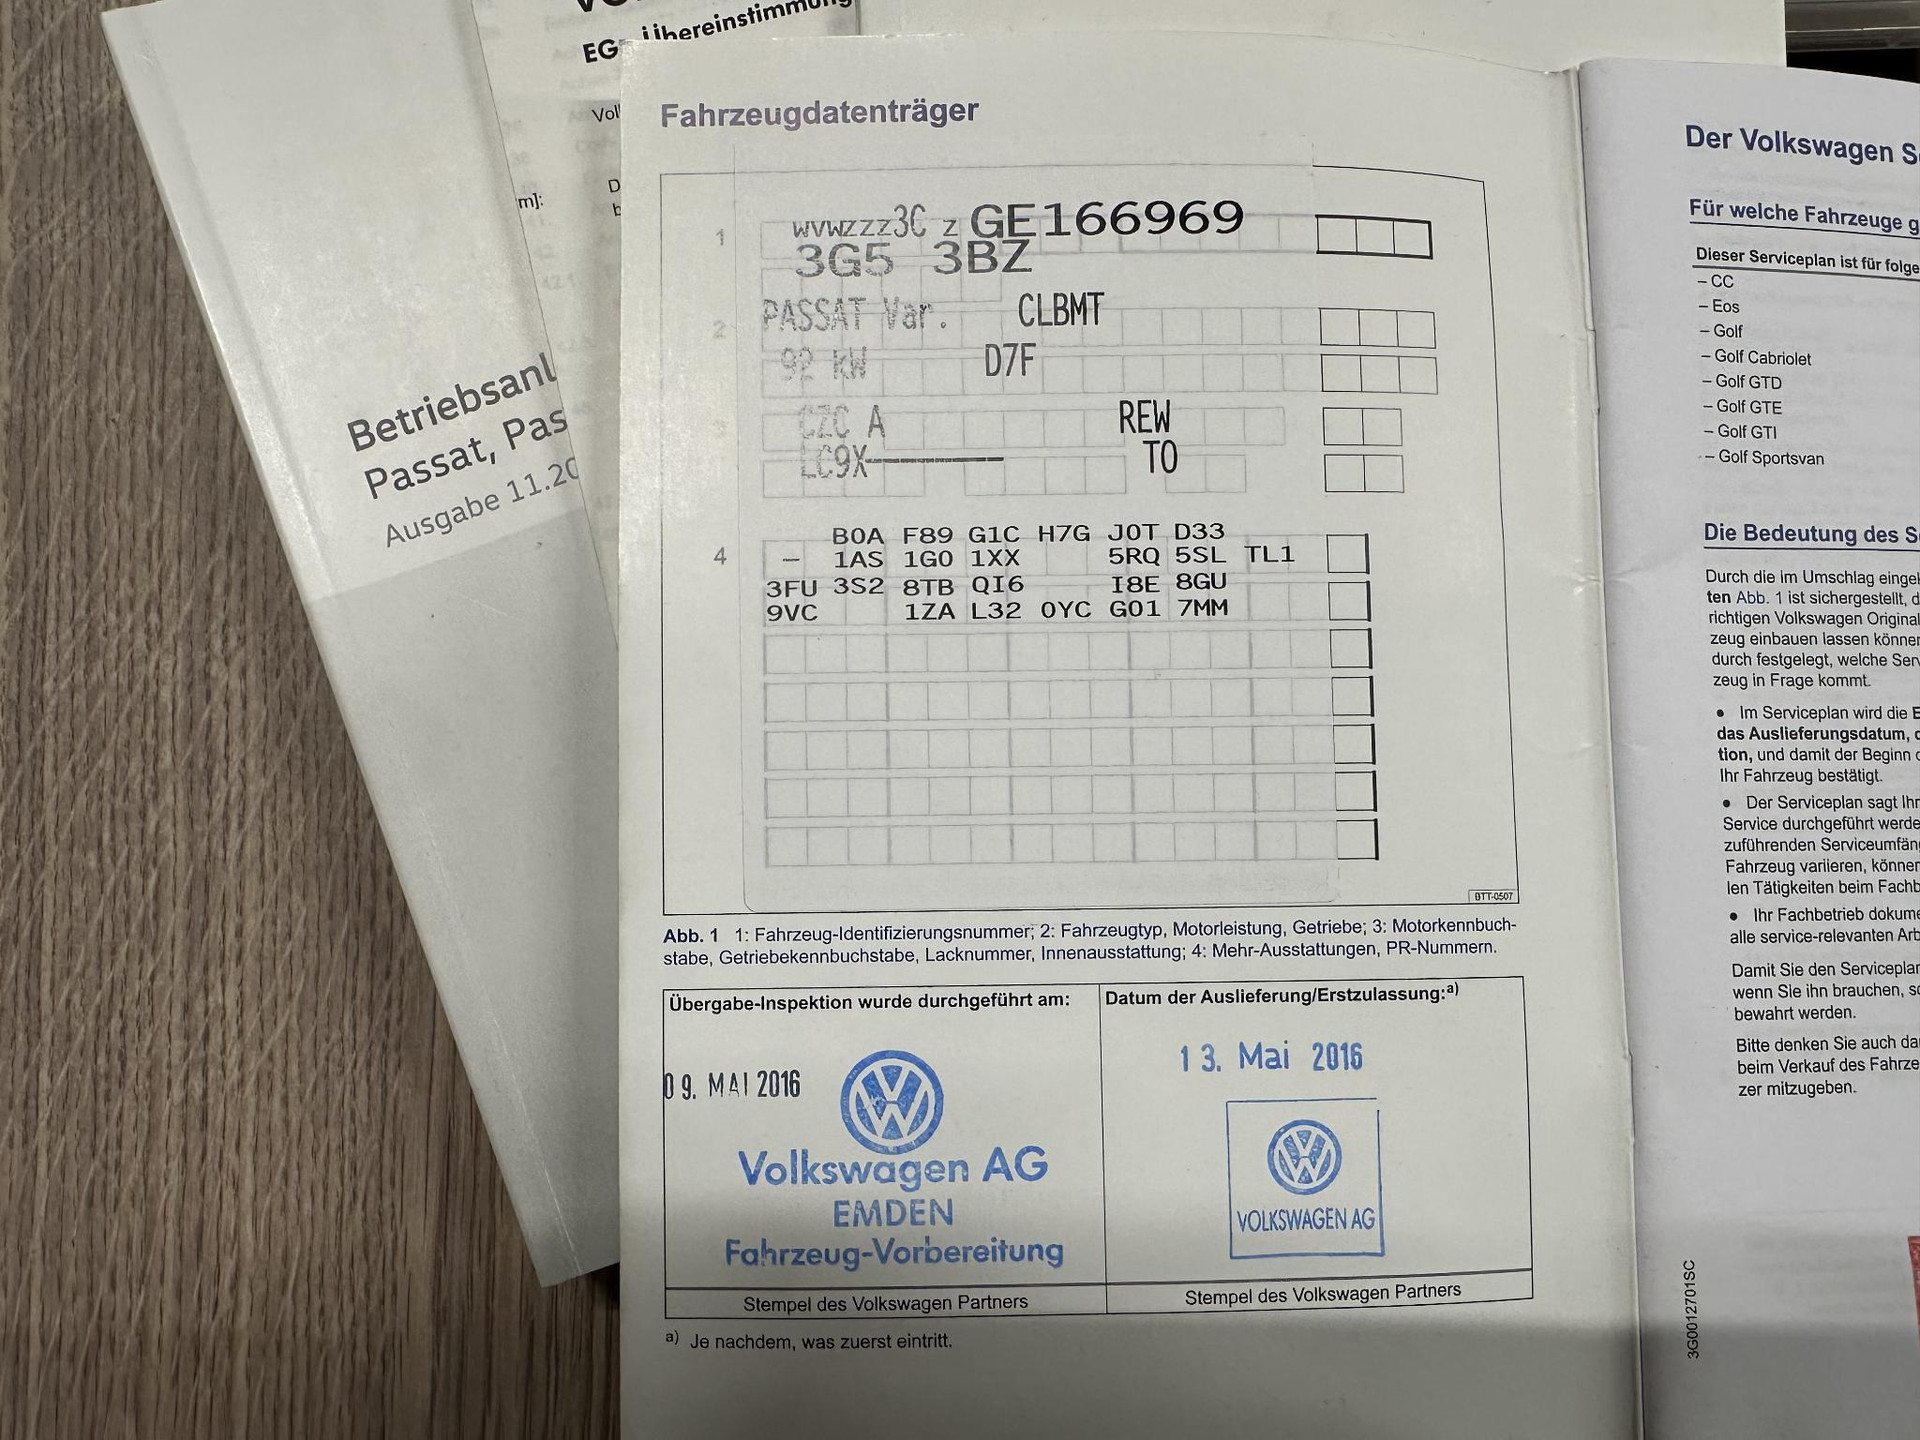 EG-Übereinstimmung
Vol
m]:
Betriebsanl
Passat, Pas
Ausgabe 11.20
Fahrzeugdatenträger
1
WVWZZZ3C Z GE166969
3G5 3BZ
2
PASSAT Var. CLBMT
92 KW D7F
CZC A REW
LC9X TO
4
B0A F89 G1C H7G J0T D33
- 1AS 1G0 1XX 5RQ 5SL TL1
3FU 3S2 8TB QI6 I8E 8GU
9VC 1ZA L32 0YC G01 7MM
BTT-0507
Abb. 1 1: Fahrzeug-Identifizierungsnummer; 2: Fahrzeugtyp, Motorleistung, Getriebe; 3: Motorkennbuch-
stabe, Getriebekennbuchstabe, Lacknummer, Innenausstattung; 4: Mehr-Ausstattungen, PR-Nummern.
Übergabe-Inspektion wurde durchgeführt am:
09. MAI 2016
Volkswagen AG
EMDEN
Fahrzeug-Vorbereitung
Stempel des Volkswagen Partners
Datum der Auslieferung/Erstzulassung:a)
13. Mai 2016
VOLKSWAGEN AG
Stempel des Volkswagen Partners
a) Je nachdem, was zuerst eintritt.
Der Volkswagen S
Für welche Fahrzeuge g
Dieser Serviceplan ist für folge
– CC
– Eos
– Golf
– Golf Cabriolet
– Golf GTD
– Golf GTE
– Golf GTI
– Golf Sportsvan
Die Bedeutung des S
Durch die im Umschlag eingel
ten Abb. 1 ist sichergestellt, d
richtigen Volkswagen Original
zeug einbauen lassen können
durch festgelegt, welche Serv
zeug in Frage kommt.
• Im Serviceplan wird die E
das Auslieferungsdatum, d
tion, und damit der Beginn d
Ihr Fahrzeug bestätigt.
• Der Serviceplan sagt Ihr
Service durchgeführt werde
zuführenden Serviceumfän
Fahrzeug variieren, könner
len Tätigkeiten beim Fachb
• Ihr Fachbetrieb dokume
alle service-relevanten Arb
Damit Sie den Serviceplar
wenn Sie ihn brauchen, so
bewahrt werden.
Bitte denken Sie auch dar
beim Verkauf des Fahrze
zer mitzugeben.
3G0012701SC